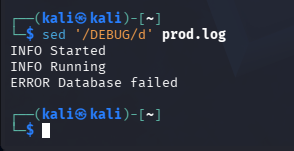 ┌──(kali㉿kali)-[~]
└─$ sed '/DEBUG/d' prod.log
INFO Started
INFO Running
ERROR Database failed
┌──(kali㉿kali)-[~]
└─$